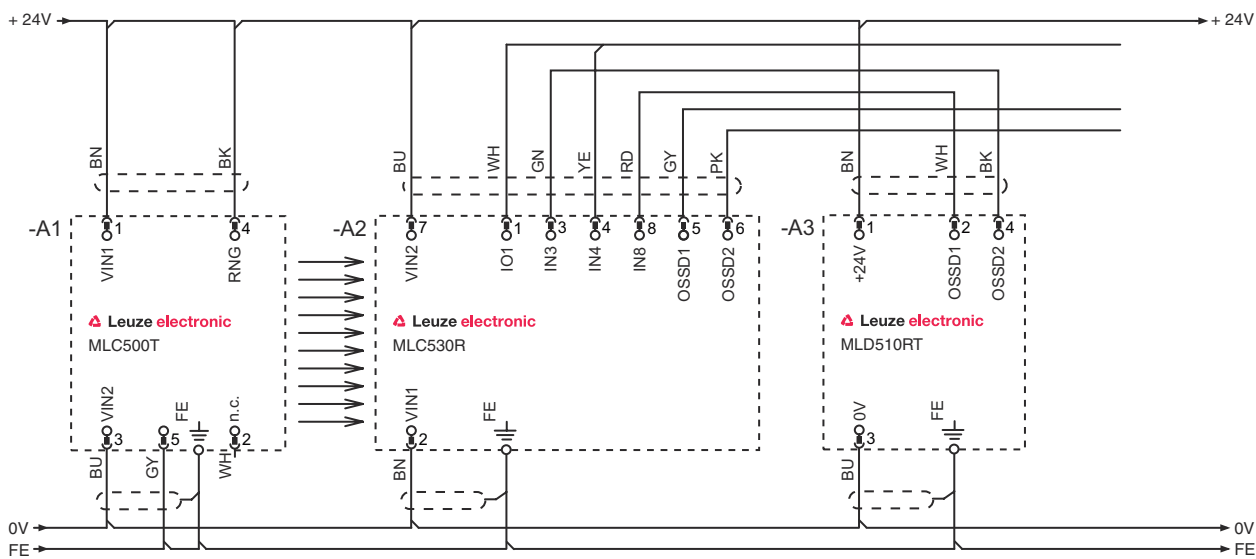 + 24V
+ 24V
BN
BK
BU
WH
GN
YE
RD
GY
PK
BN
WH
BK
-A1
1
4
-A2
7
1
3
4
8
5
6
-A3
1
2
4
VIN1
RNG
VIN2
IO1
IN3
IN4
IN8
OSSD1
OSSD2
+24V
OSSD1
OSSD2
Leuze electronic
MLC500T
Leuze electronic
MLC530R
Leuze electronic
MLD510RT
VIN2
FE
n.c.
VIN1
FE
0V
FE
3
5
2
2
3
BU
GY
WH
BN
BU
0V
0V
FE
FE